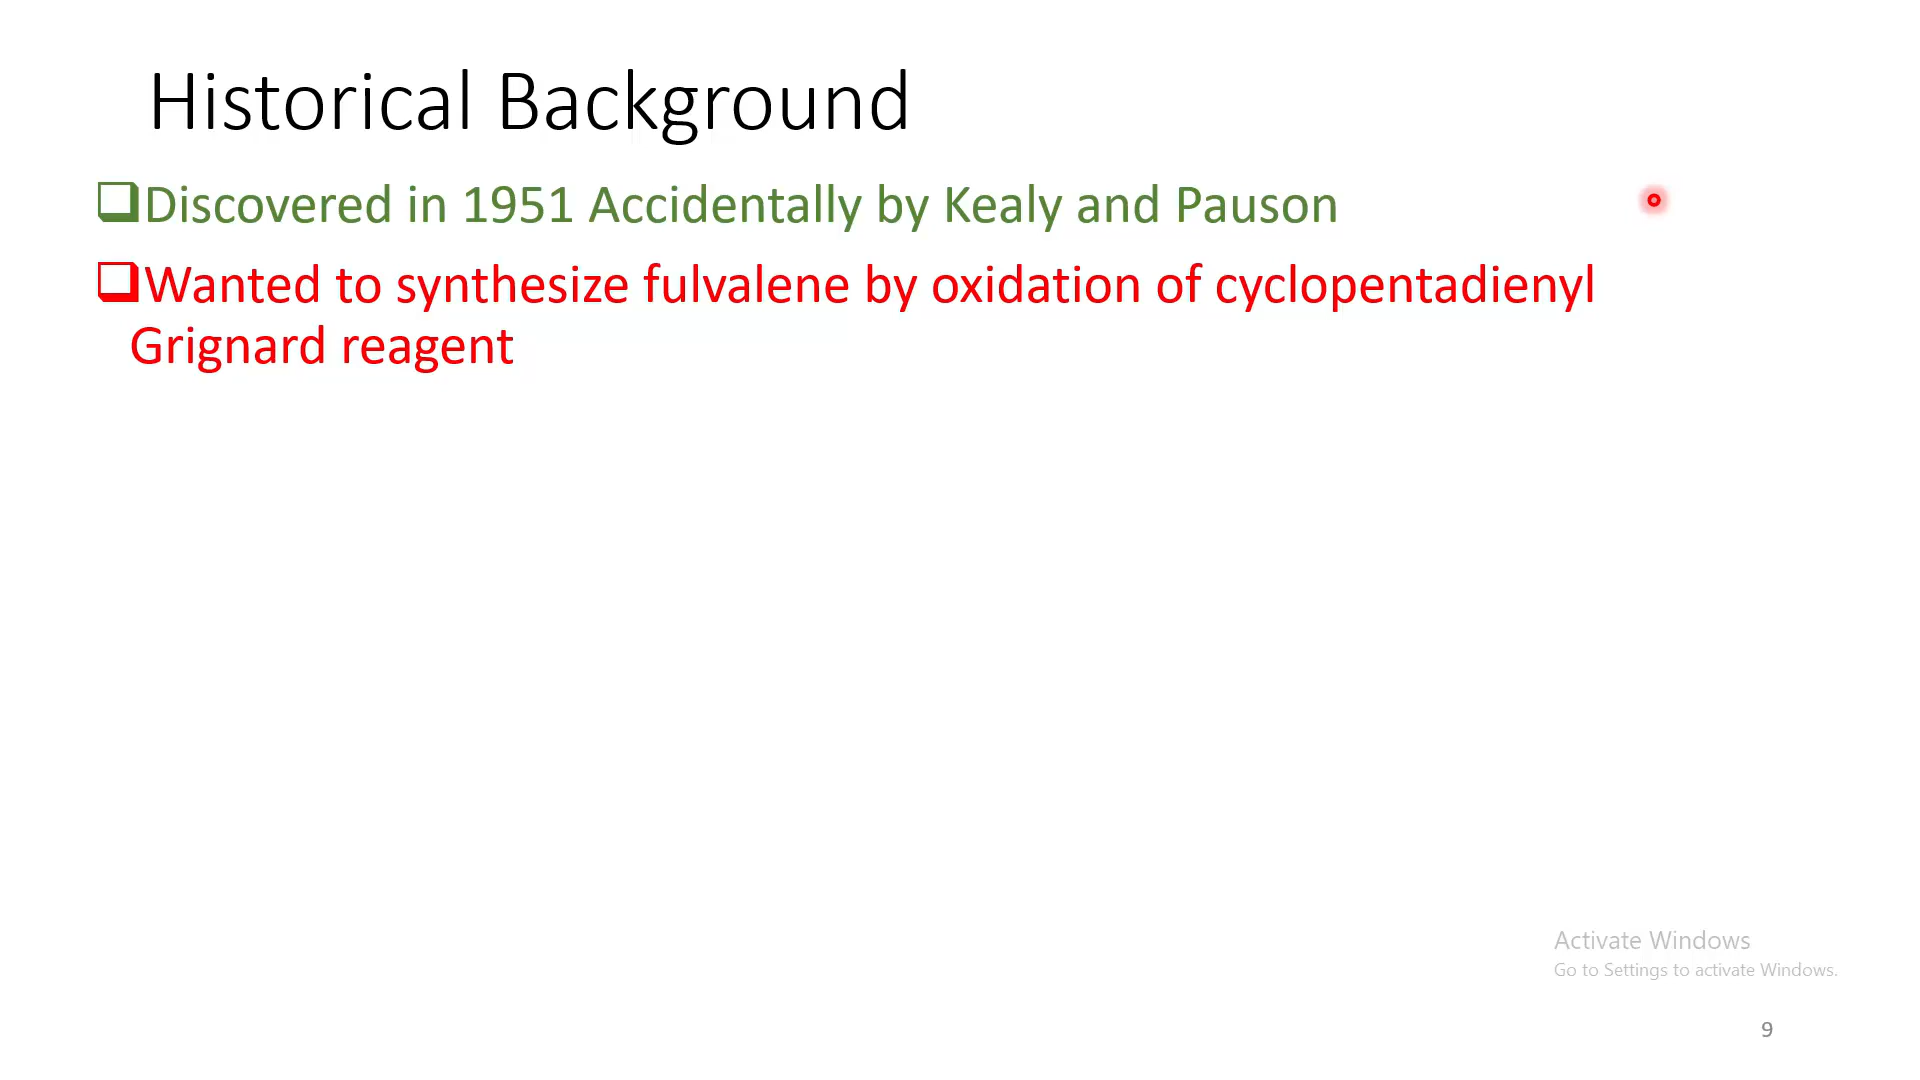 Historical Background
Discovered in 1951 Accidentally by Kealy and Pauson
Wanted to synthesize fulvalene by oxidation of cyclopentadienyl
Grignard reagent
Activate Windows
Go to Settings to activate Windows.
9